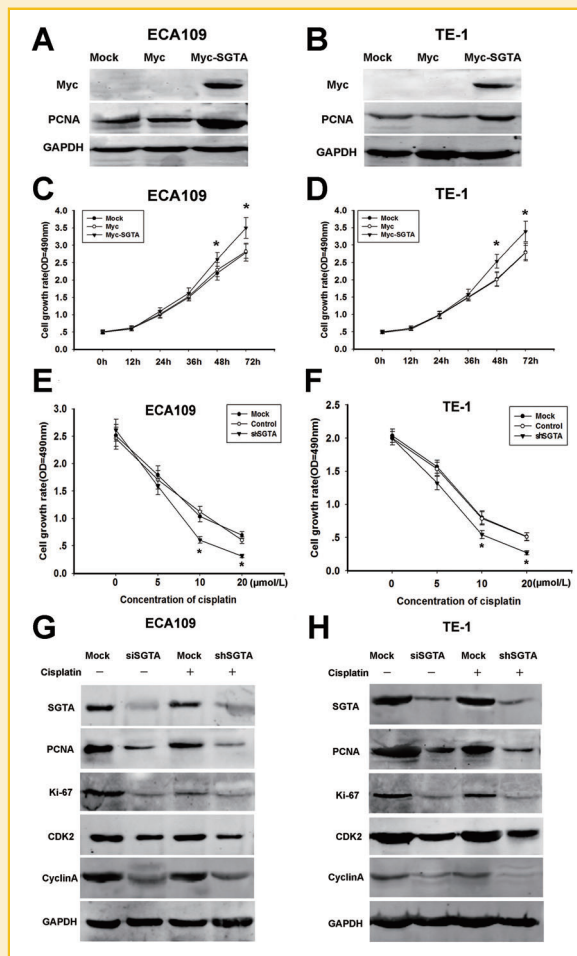 A
ECA109
Mock Myc Myc-SGTA
Myc
PCNA
GAPDH
B
TE-1
Mock Myc Myc-SGTA
Myc
PCNA
GAPDH
C
ECA109
Cell growth rate(OD=490nm)
4.0
3.5
3.0
2.5
2.0
1.5
1.0
.5
.0
Mock
Myc
Myc-SGTA
*
*
0h 12h 24h 36h 48h 72h
D
TE-1
Cell growth rate(OD=490nm)
4.0
3.5
3.0
2.5
2.0
1.5
1.0
.5
.0
Mock
Myc
Myc-SGTA
*
*
0h 12h 24h 36h 48h 72h
E
ECA109
Cell growth rate(OD=490nm)
3.0
2.5
2.0
1.5
1.0
.5
0.0
Mock
Control
shSGTA
*
*
0 5 10 20(μmol/L)
Concentration of cisplatin
F
TE-1
Cell growth rate(OD=490nm)
2.5
2.0
1.5
1.0
.5
0.0
Mock
Control
shSGTA
*
*
0 5 10 20(μmol/L)
Concentration of cisplatin
G
ECA109
Mock siSGTA Mock shSGTA
Cisplatin − − + +
SGTA
PCNA
Ki-67
CDK2
CyclinA
GAPDH
H
TE-1
Mock siSGTA Mock shSGTA
Cisplatin − − + +
SGTA
PCNA
Ki-67
CDK2
CyclinA
GAPDH